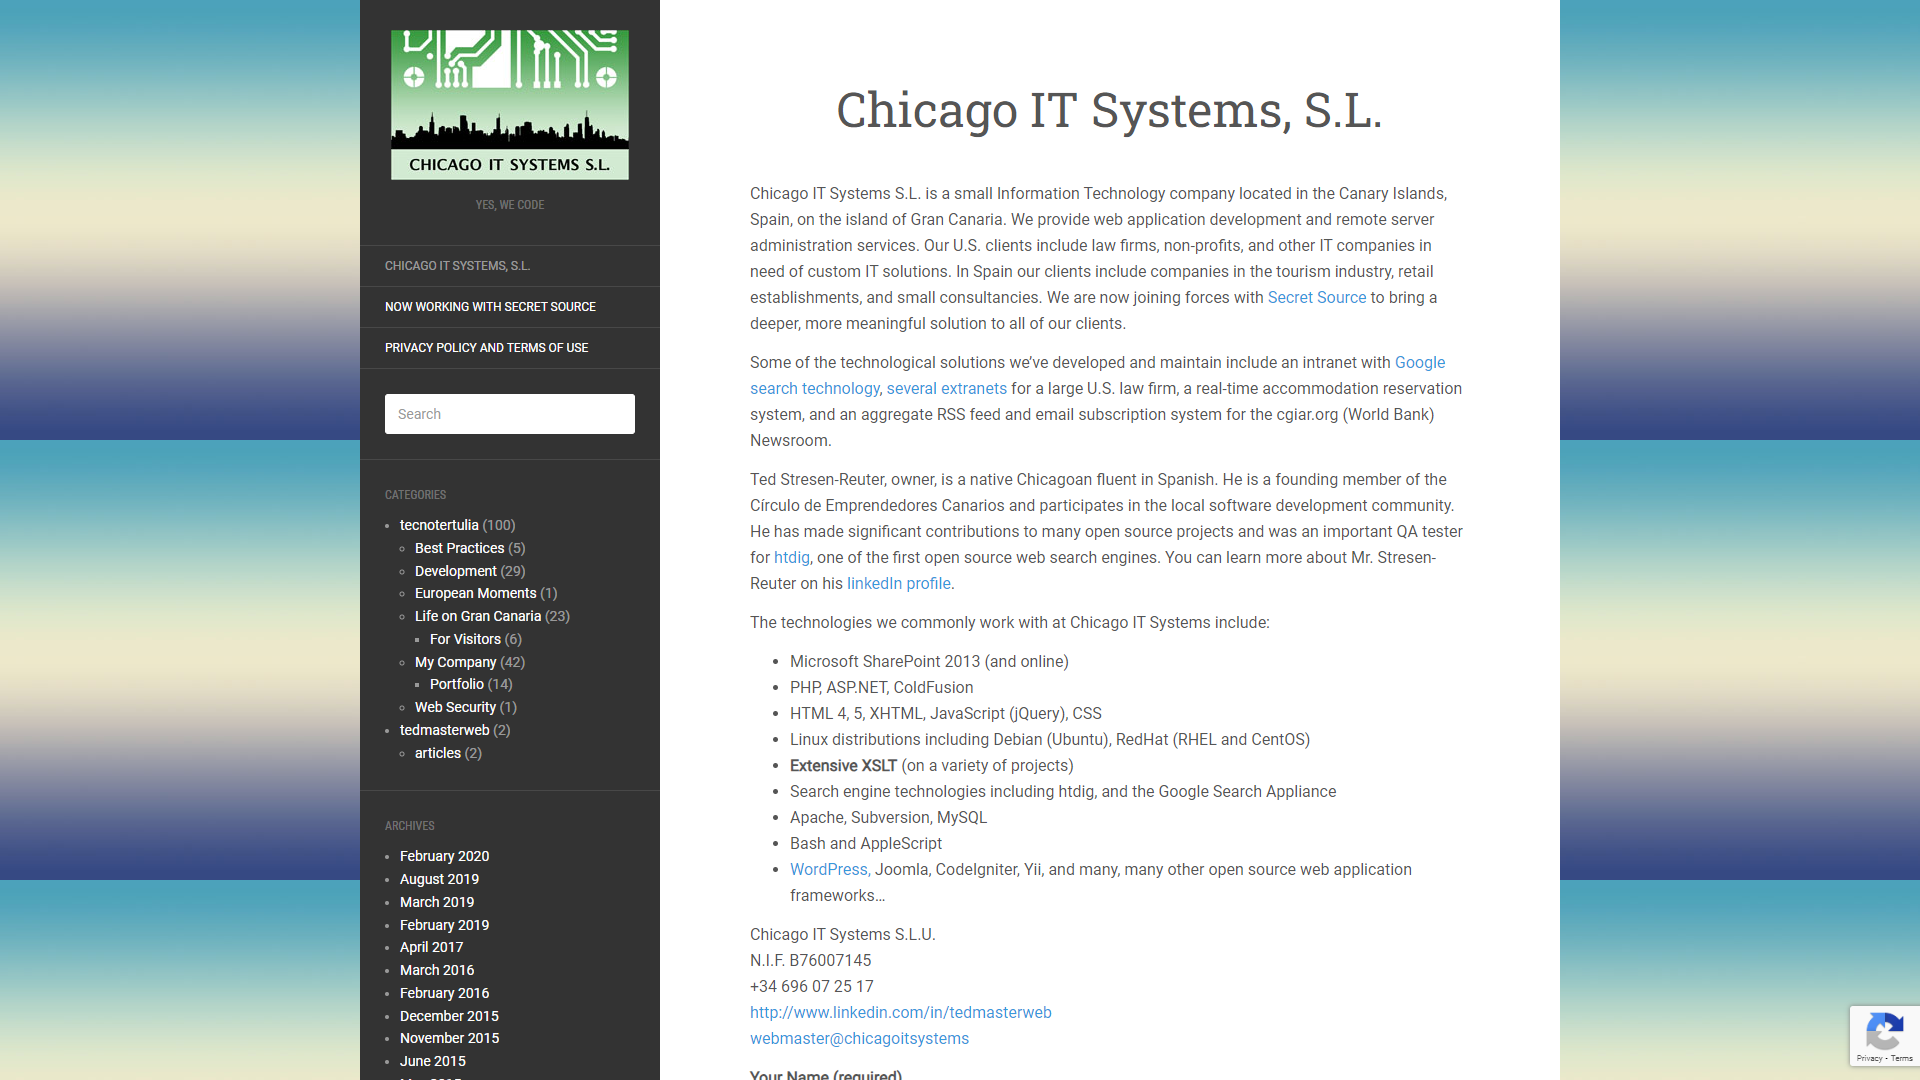 CHICAGO IT SYSTEMS S.L.
YES, WE CODE
CHICAGO IT SYSTEMS, S.L.
NOW WORKING WITH SECRET SOURCE
PRIVACY POLICY AND TERMS OF USE
Search
CATEGORIES
tecnotertulia (100)
Best Practices (5)
Development (29)
European Moments (1)
Life on Gran Canaria (23)
For Visitors (6)
My Company (42)
Portfolio (14)
Web Security (1)
tedmasterweb (2)
articles (2)
ARCHIVES
February 2020
August 2019
March 2019
February 2019
April 2017
March 2016
February 2016
December 2015
November 2015
June 2015
Chicago IT Systems, S.L.
Chicago IT Systems S.L. is a small Information Technology company located in the Canary Islands,
Spain, on the island of Gran Canaria. We provide web application development and remote server
administration services. Our U.S. clients include law firms, non-profits, and other IT companies in
need of custom IT solutions. In Spain our clients include companies in the tourism industry, retail
establishments, and small consultancies. We are now joining forces with Secret Source to bring a
deeper, more meaningful solution to all of our clients.
Some of the technological solutions we’ve developed and maintain include an intranet with Google
search technology, several extranets for a large U.S. law firm, a real-time accommodation reservation
system, and an aggregate RSS feed and email subscription system for the cgiar.org (World Bank)
Newsroom.
Ted Stresen-Reuter, owner, is a native Chicagoan fluent in Spanish. He is a founding member of the
Círculo de Emprendedores Canarios and participates in the local software development community.
He has made significant contributions to many open source projects and was an important QA tester
for htdig, one of the first open source web search engines. You can learn more about Mr. Stresen-
Reuter on his linkedIn profile.
The technologies we commonly work with at Chicago IT Systems include:
Microsoft SharePoint 2013 (and online)
PHP, ASP.NET, ColdFusion
HTML 4, 5, XHTML, JavaScript (jQuery), CSS
Linux distributions including Debian (Ubuntu), RedHat (RHEL and CentOS)
Extensive XSLT (on a variety of projects)
Search engine technologies including htdig, and the Google Search Appliance
Apache, Subversion, MySQL
Bash and AppleScript
WordPress, Joomla, CodeIgniter, Yii, and many, many other open source web application
frameworks…
Chicago IT Systems S.L.U.
N.I.F. B76007145
+34 696 07 25 17
http://www.linkedin.com/in/tedmasterweb
webmaster@chicagoitsystems
Your Name (required)
Privacy - Terms